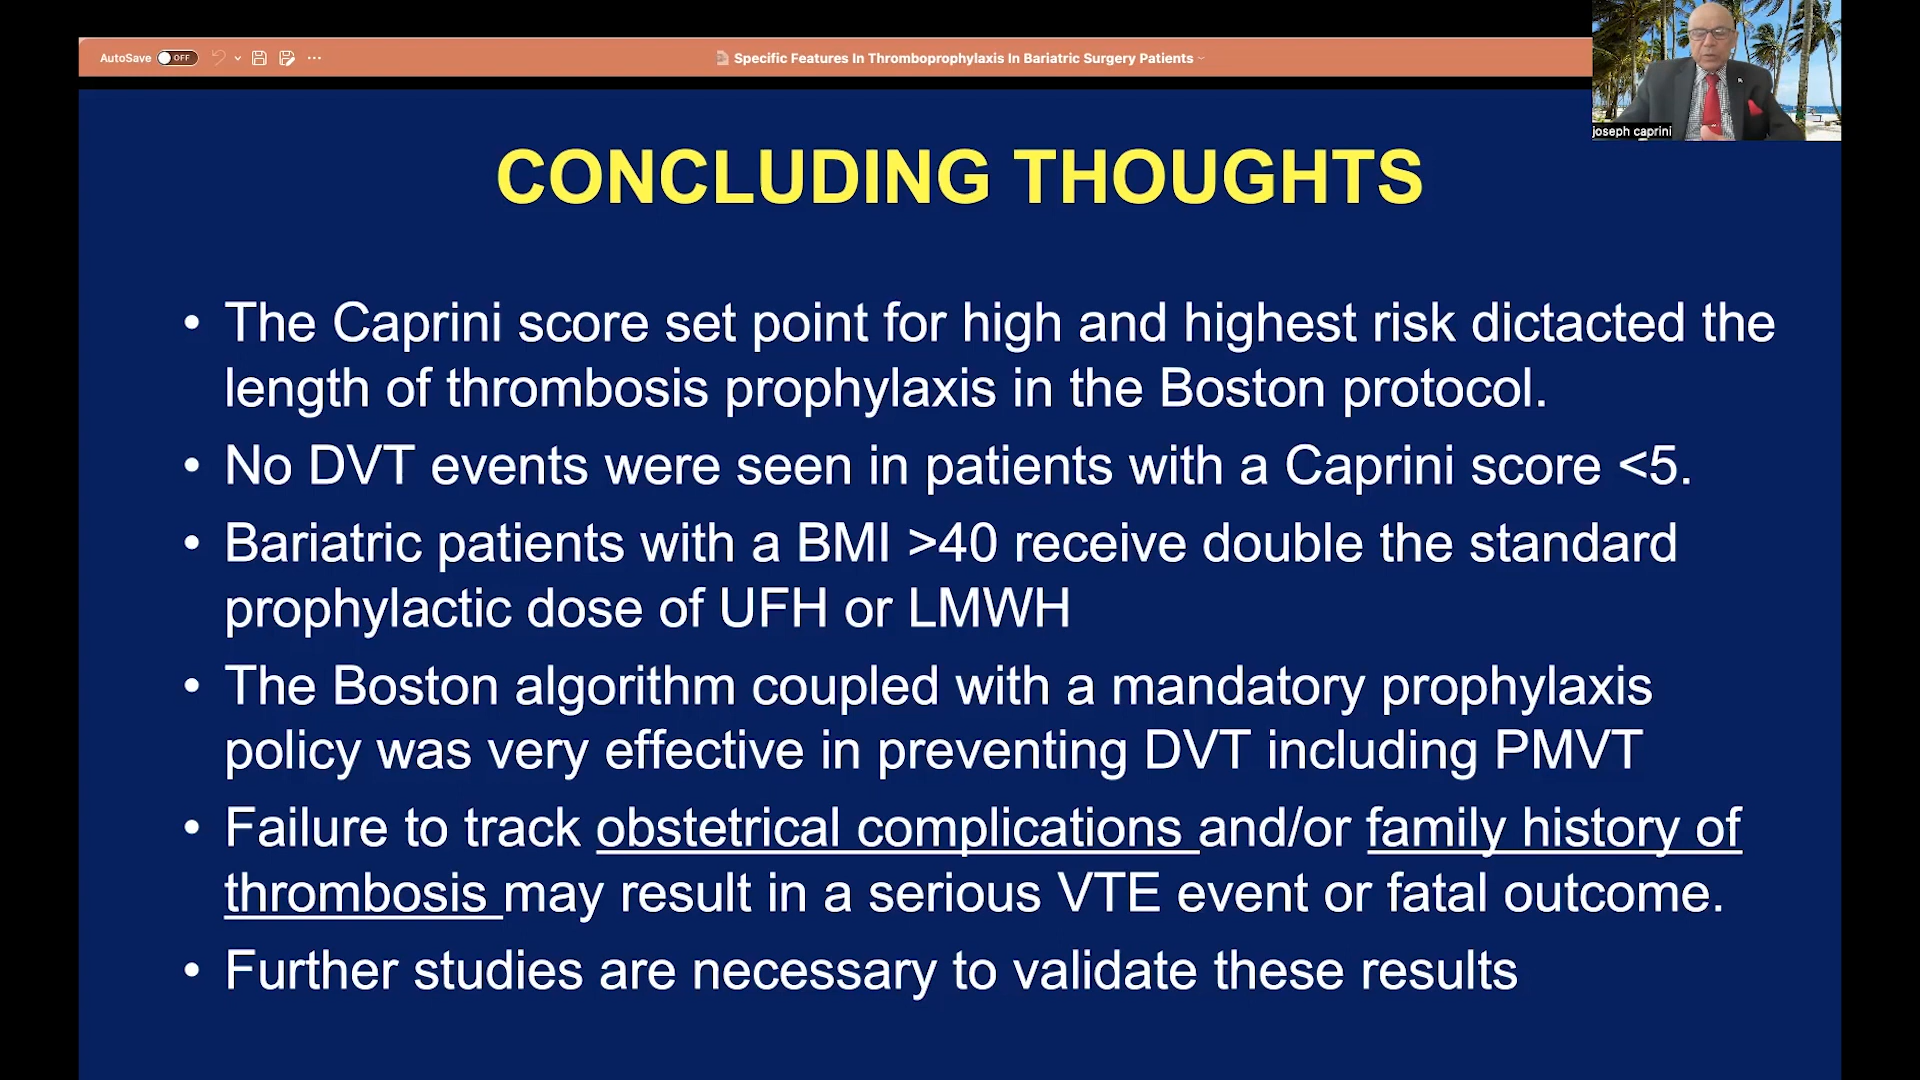 AutoSave OFF
Specific Features In Thromboprophylaxis In Bariatric Surgery Patients
joseph caprini
CONCLUDING THOUGHTS
• The Caprini score set point for high and highest risk dictacted the
length of thrombosis prophylaxis in the Boston protocol.
• No DVT events were seen in patients with a Caprini score <5.
• Bariatric patients with a BMI >40 receive double the standard
prophylactic dose of UFH or LMWH
• The Boston algorithm coupled with a mandatory prophylaxis
policy was very effective in preventing DVT including PMVT
• Failure to track obstetrical complications and/or family history of
thrombosis may result in a serious VTE event or fatal outcome.
• Further studies are necessary to validate these results